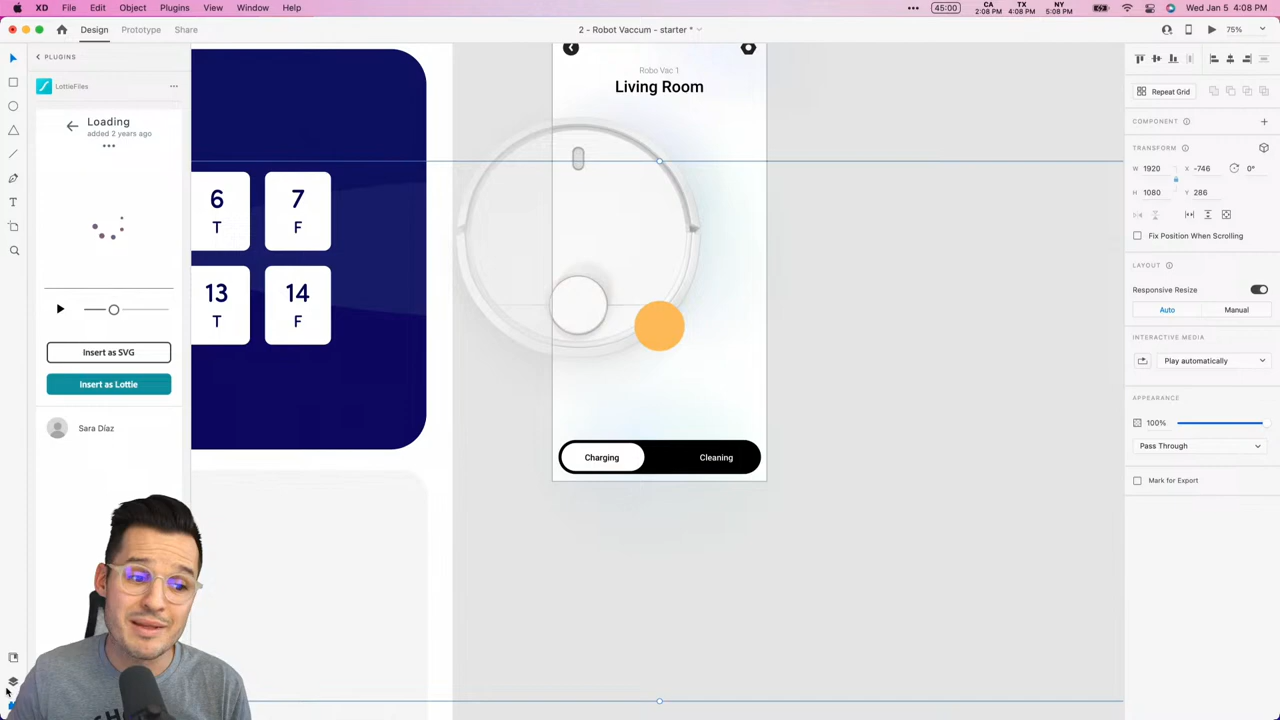 XD File Edit Object Plugins View Window Help
45:00
CA
2:08 PM
TX
4:08 PM
NY
5:08 PM
Wed Jan 5 4:08 PM
Design Prototype Share
2 - Robot Vaccum - starter *
75%
PLUGINS
LottieFiles
Loading
added 2 years ago
Insert as SVG
Insert as Lottie
Sara Díaz
6
T
7
F
13
T
14
F
Robo Vac 1
Living Room
Charging
Cleaning
Repeat Grid
COMPONENT
TRANSFORM
W 1920 X -746 0°
H 1080 Y 286
Fix Position When Scrolling
LAYOUT
Responsive Resize
Auto Manual
INTERACTIVE MEDIA
Play automatically
APPEARANCE
100%
Pass Through
Mark for Export